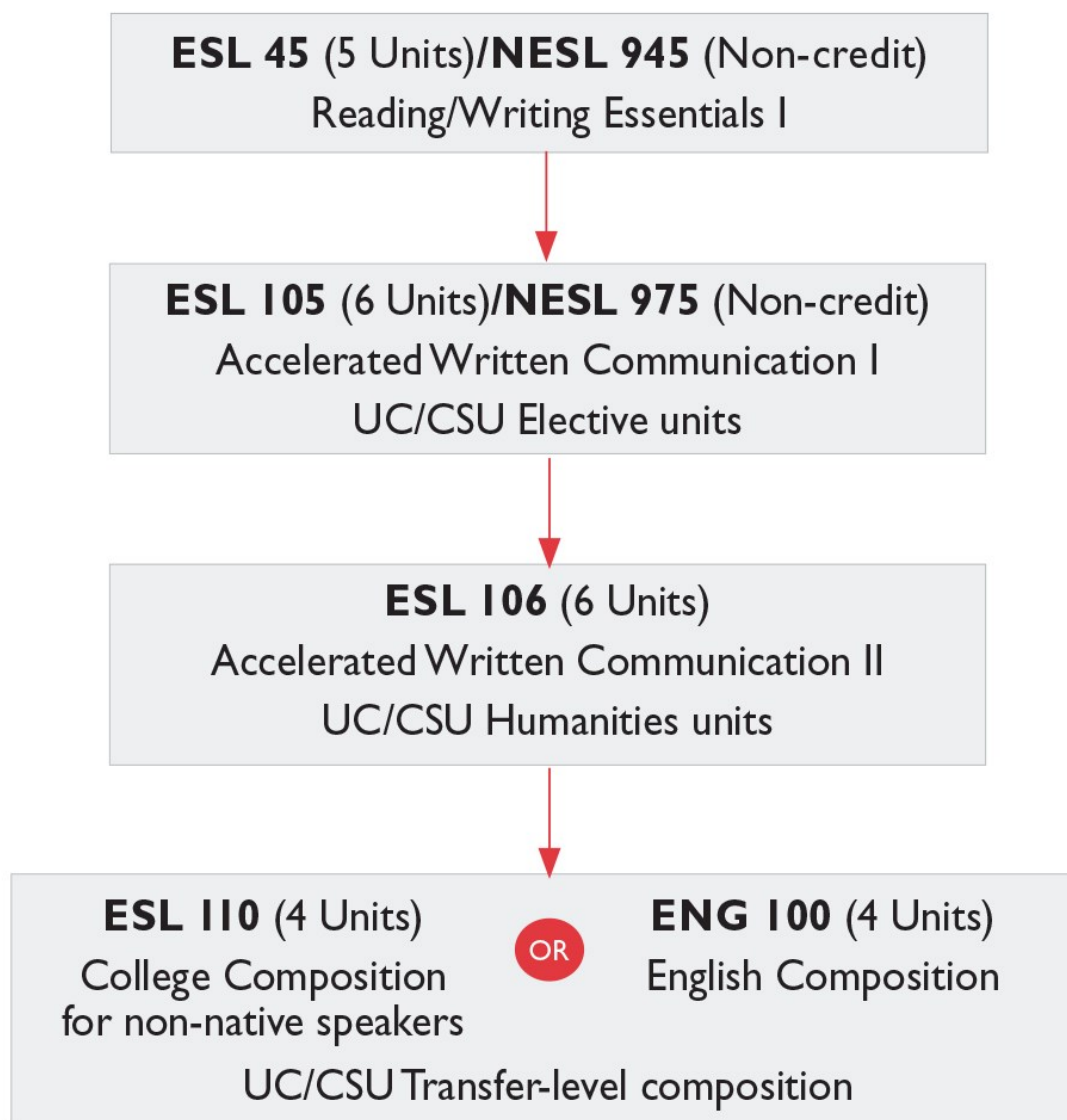 ESL 45 (5 Units)/NESL 945 (Non-credit)
Reading/Writing Essentials I
ESL 105 (6 Units)/NESL 975 (Non-credit)
Accelerated Written Communication I
UC/CSU Elective units
ESL 106 (6 Units)
Accelerated Written Communication II
UC/CSU Humanities units
ESL 110 (4 Units)
College Composition
for non-native speakers
OR
ENG 100 (4 Units)
English Composition
UC/CSU Transfer-level composition